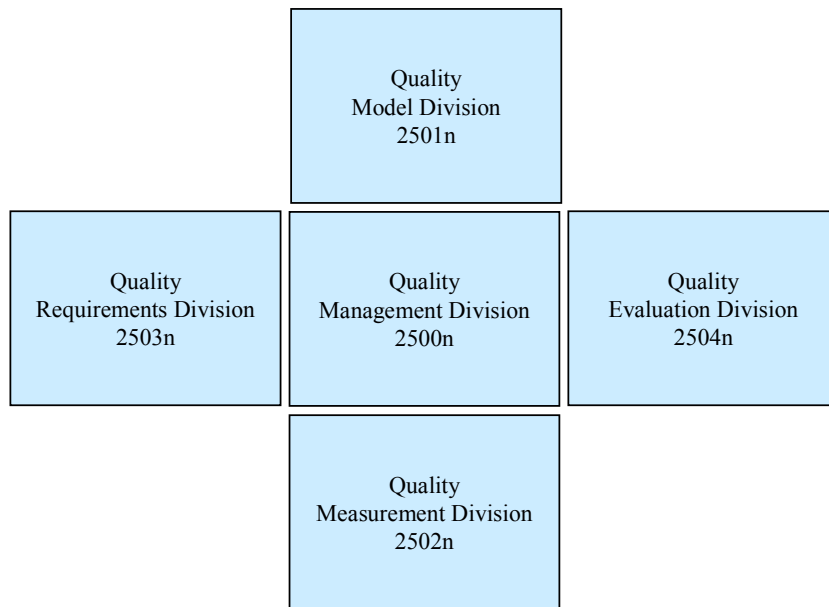 Quality
Model Division
2501n
Quality
Requirements Division
2503n
Quality
Management Division
2500n
Quality
Evaluation Division
2504n
Quality
Measurement Division
2502n